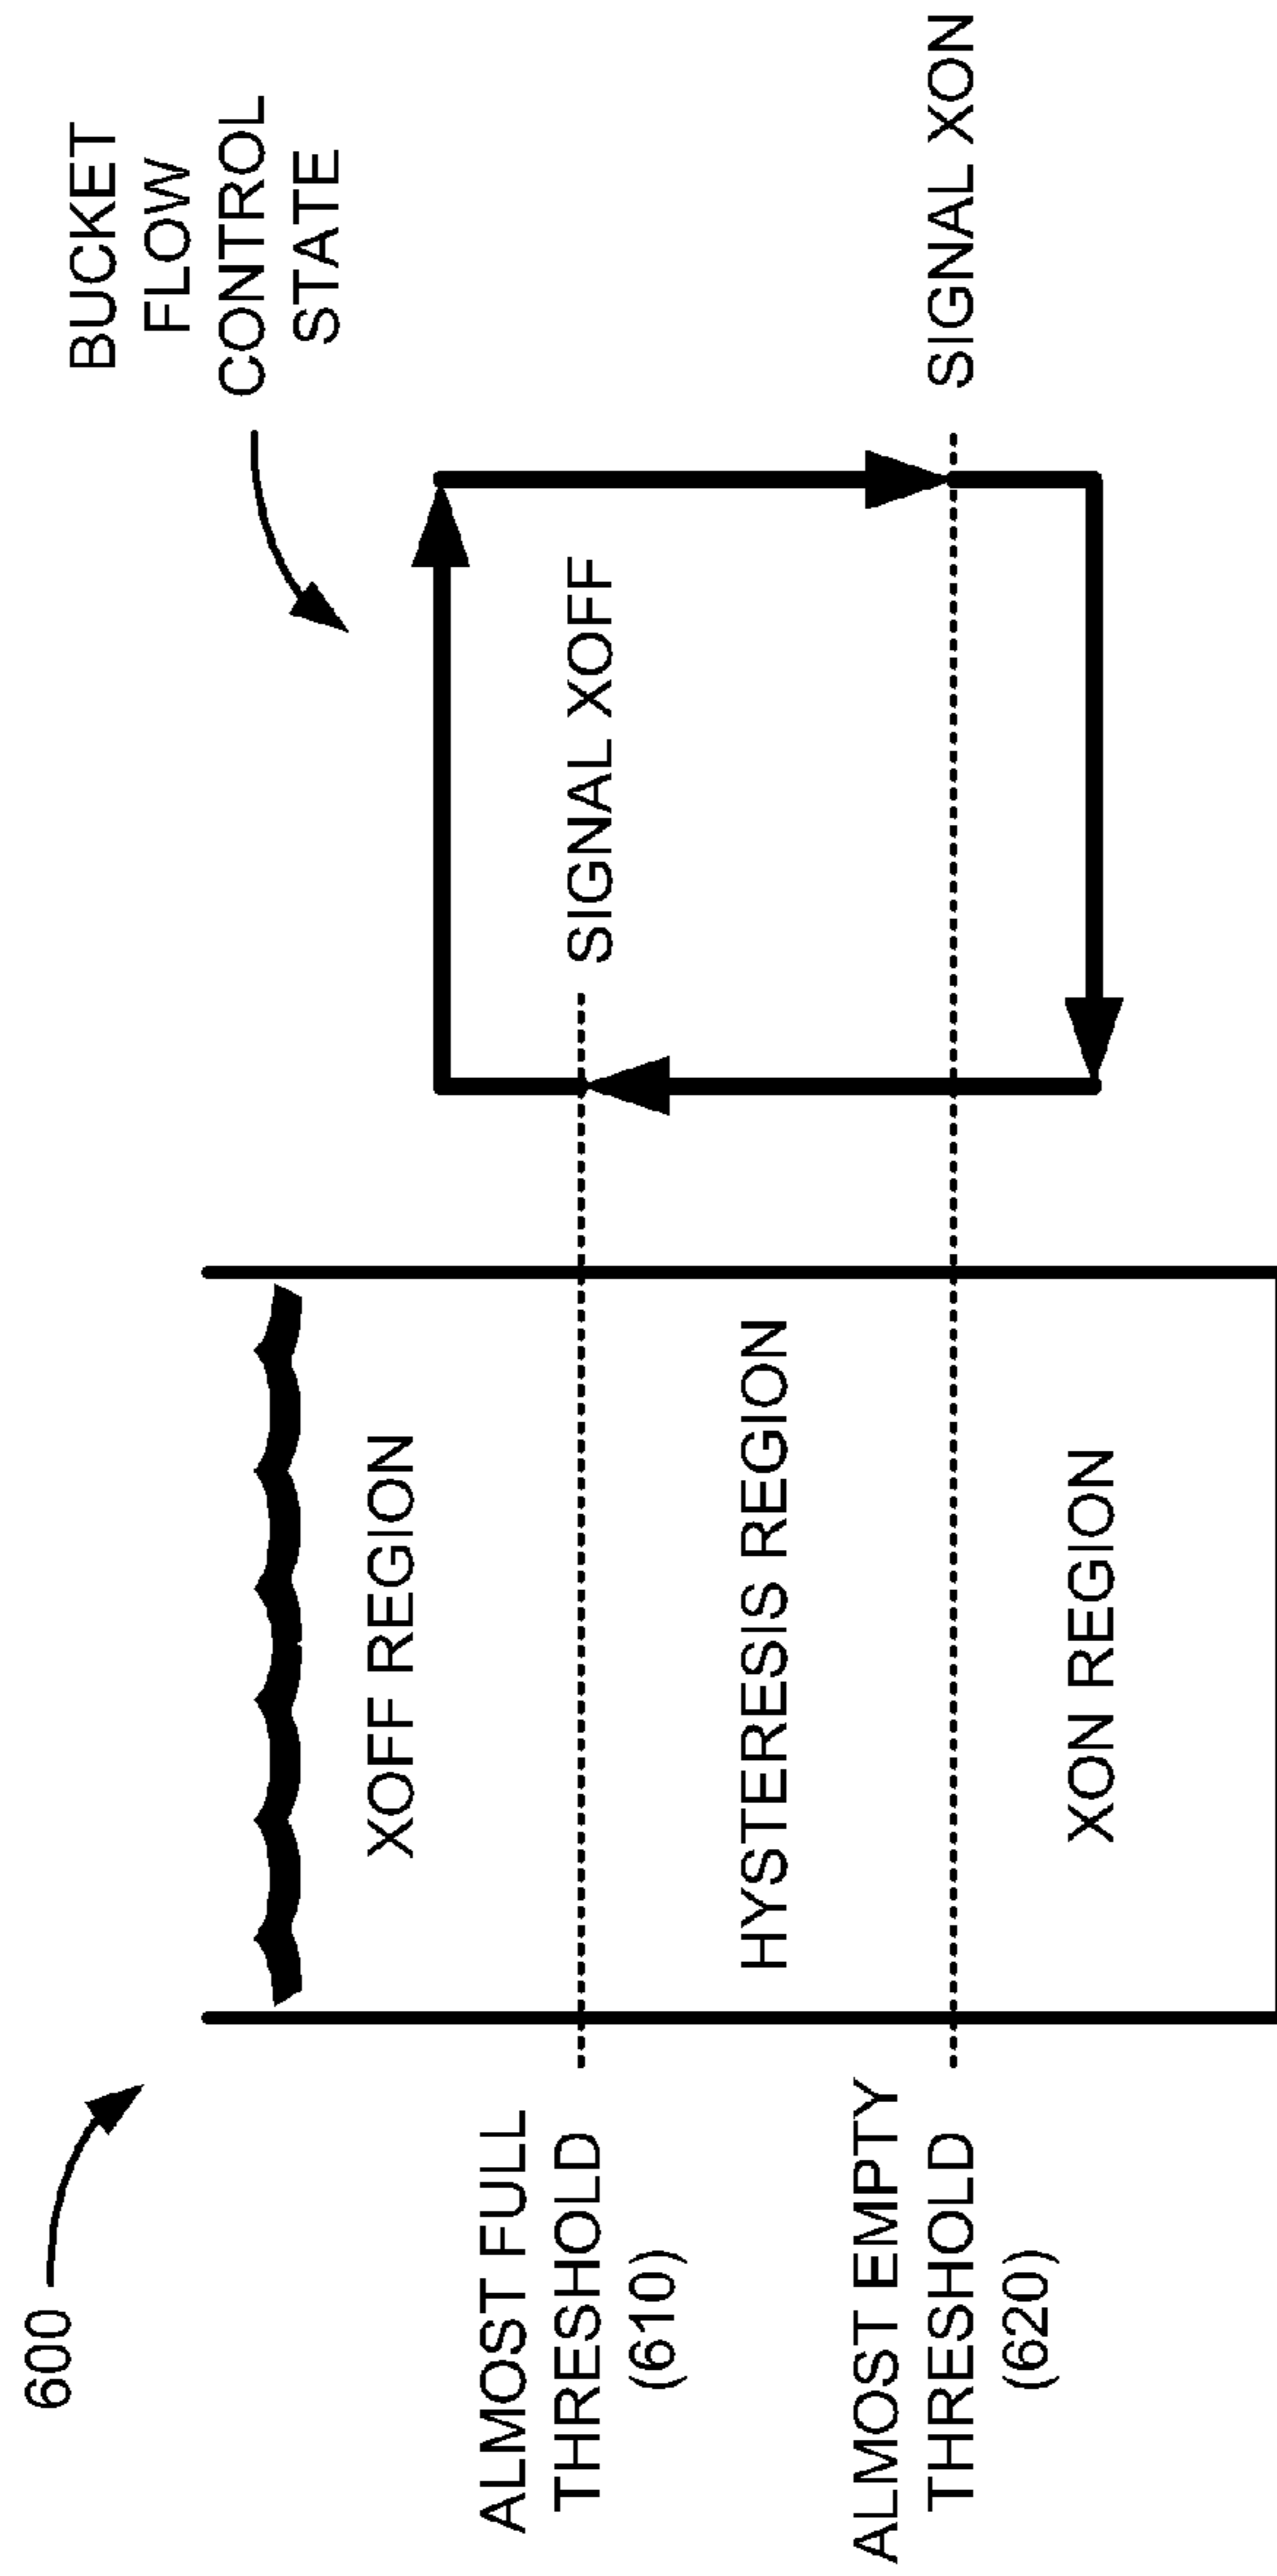 600
BUCKET
FLOW
CONTROL
STATE
XOFF REGION
ALMOST FULL
THRESHOLD
(610)
SIGNAL XOFF
HYSTERESIS REGION
ALMOST EMPTY
THRESHOLD
(620)
SIGNAL XON
XON REGION